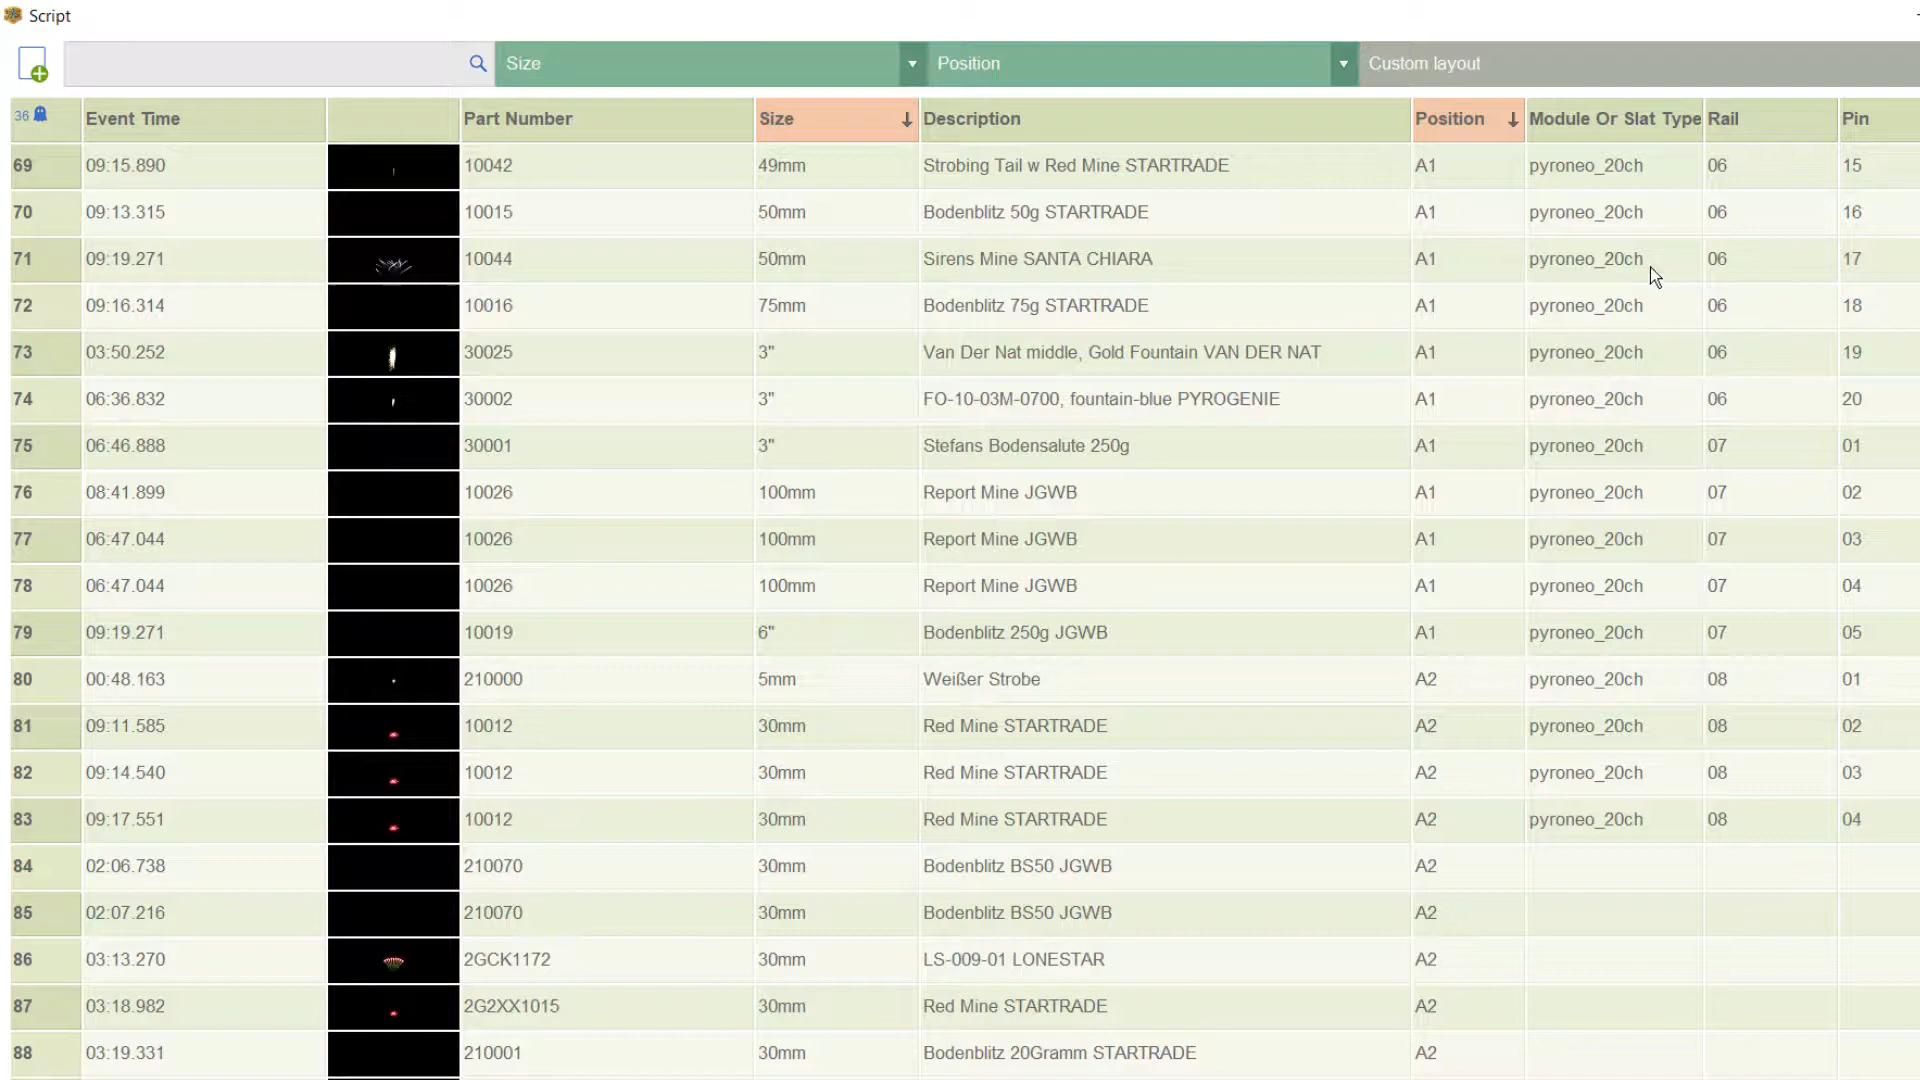 Script
Size Position Custom layout
36 Event Time Part Number Size Description Position Module Or Slat Type Rail Pin
69 09:15.890 10042 49mm Strobing Tail w Red Mine STARTRADE A1 pyroneo_20ch 06 15
70 09:13.315 10015 50mm Bodenblitz 50g STARTRADE A1 pyroneo_20ch 06 16
71 09:19.271 10044 50mm Sirens Mine SANTA CHIARA A1 pyroneo_20ch 06 17
72 09:16.314 10016 75mm Bodenblitz 75g STARTRADE A1 pyroneo_20ch 06 18
73 03:50.252 30025 3" Van Der Nat middle, Gold Fountain VAN DER NAT A1 pyroneo_20ch 06 19
74 06:36.832 30002 3" FO-10-03M-0700, fountain-blue PYROGENIE A1 pyroneo_20ch 06 20
75 06:46.888 30001 3" Stefans Bodensalute 250g A1 pyroneo_20ch 07 01
76 08:41.899 10026 100mm Report Mine JGWB A1 pyroneo_20ch 07 02
77 06:47.044 10026 100mm Report Mine JGWB A1 pyroneo_20ch 07 03
78 06:47.044 10026 100mm Report Mine JGWB A1 pyroneo_20ch 07 04
79 09:19.271 10019 6" Bodenblitz 250g JGWB A1 pyroneo_20ch 07 05
80 00:48.163 210000 5mm Weißer Strobe A2 pyroneo_20ch 08 01
81 09:11.585 10012 30mm Red Mine STARTRADE A2 pyroneo_20ch 08 02
82 09:14.540 10012 30mm Red Mine STARTRADE A2 pyroneo_20ch 08 03
83 09:17.551 10012 30mm Red Mine STARTRADE A2 pyroneo_20ch 08 04
84 02:06.738 210070 30mm Bodenblitz BS50 JGWB A2
85 02:07.216 210070 30mm Bodenblitz BS50 JGWB A2
86 03:13.270 2GCK1172 30mm LS-009-01 LONESTAR A2
87 03:18.982 2G2XX1015 30mm Red Mine STARTRADE A2
88 03:19.331 210001 30mm Bodenblitz 20Gramm STARTRADE A2